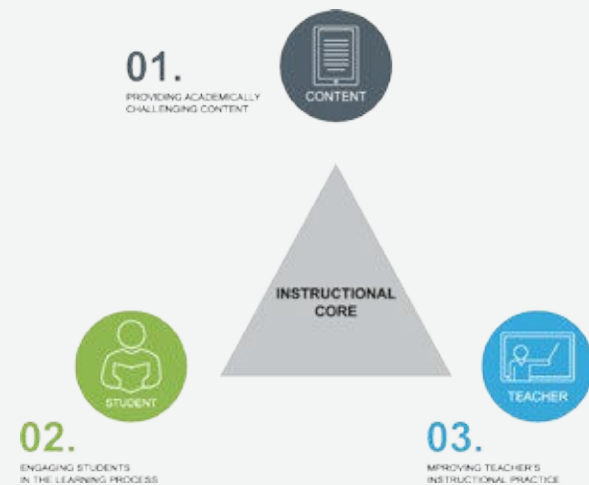 01.
PROVIDING ACADEMICALLY
CHALLENGING CONTENT
CONTENT
INSTRUCTIONAL
CORE
STUDENT
02.
ENGAGING STUDENTS
IN THE LEARNING PROCESS
TEACHER
03.
MPROVING TEACHER'S
INSTRUCTIONAL PRACTICE